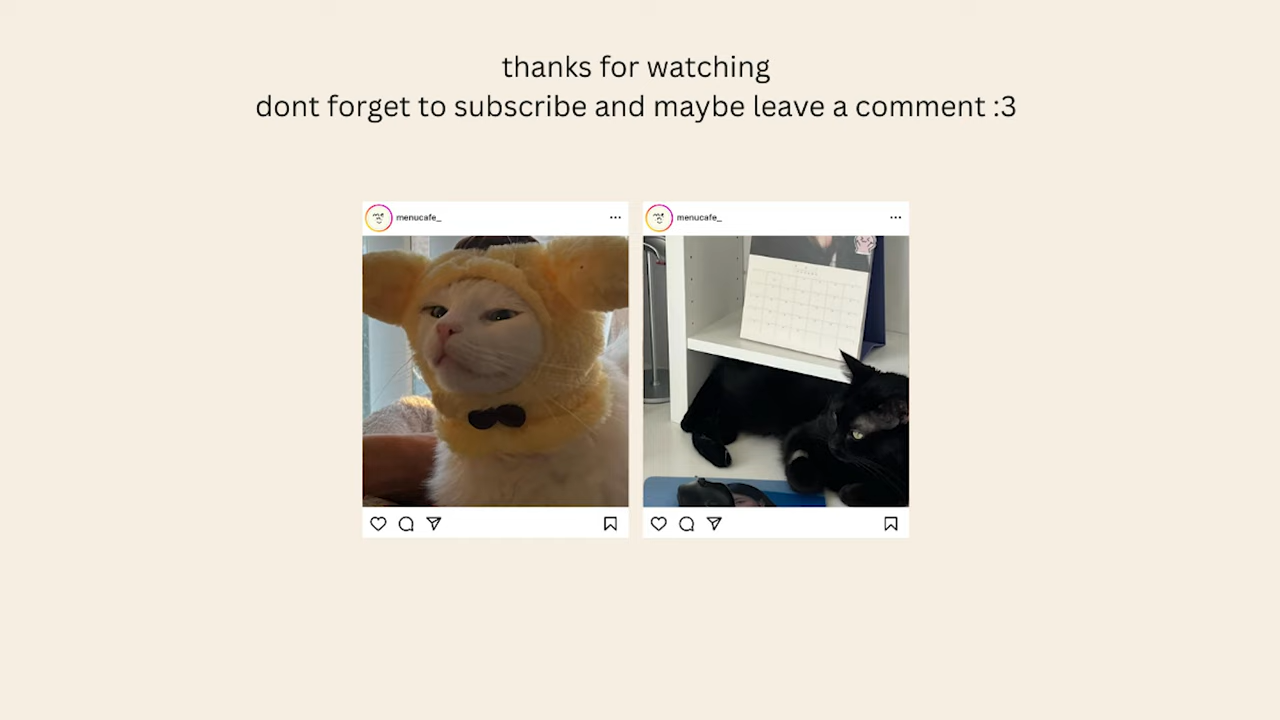 thanks for watching
dont forget to subscribe and maybe leave a comment :3
menucafe_
menucafe_